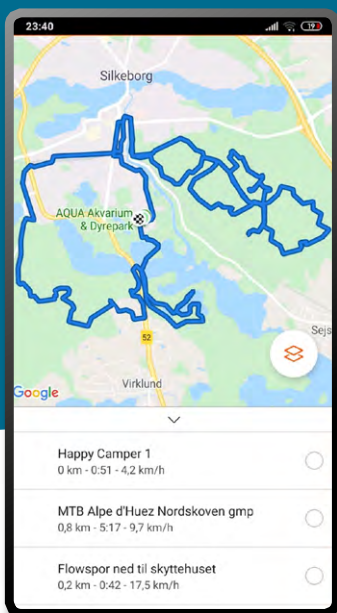 23:40
19
Silkeborg
AQUA Akvarium
& Dyrepark
52
Sejs
Virklund
Google
Happy Camper 1
0 km - 0:51 - 4,2 km/h
MTB Alpe d'Huez Nordskoven gmp
0,8 km - 5:17 - 9,7 km/h
Flowspor ned til skyttehuset
0,2 km - 0:42 - 17,5 km/h